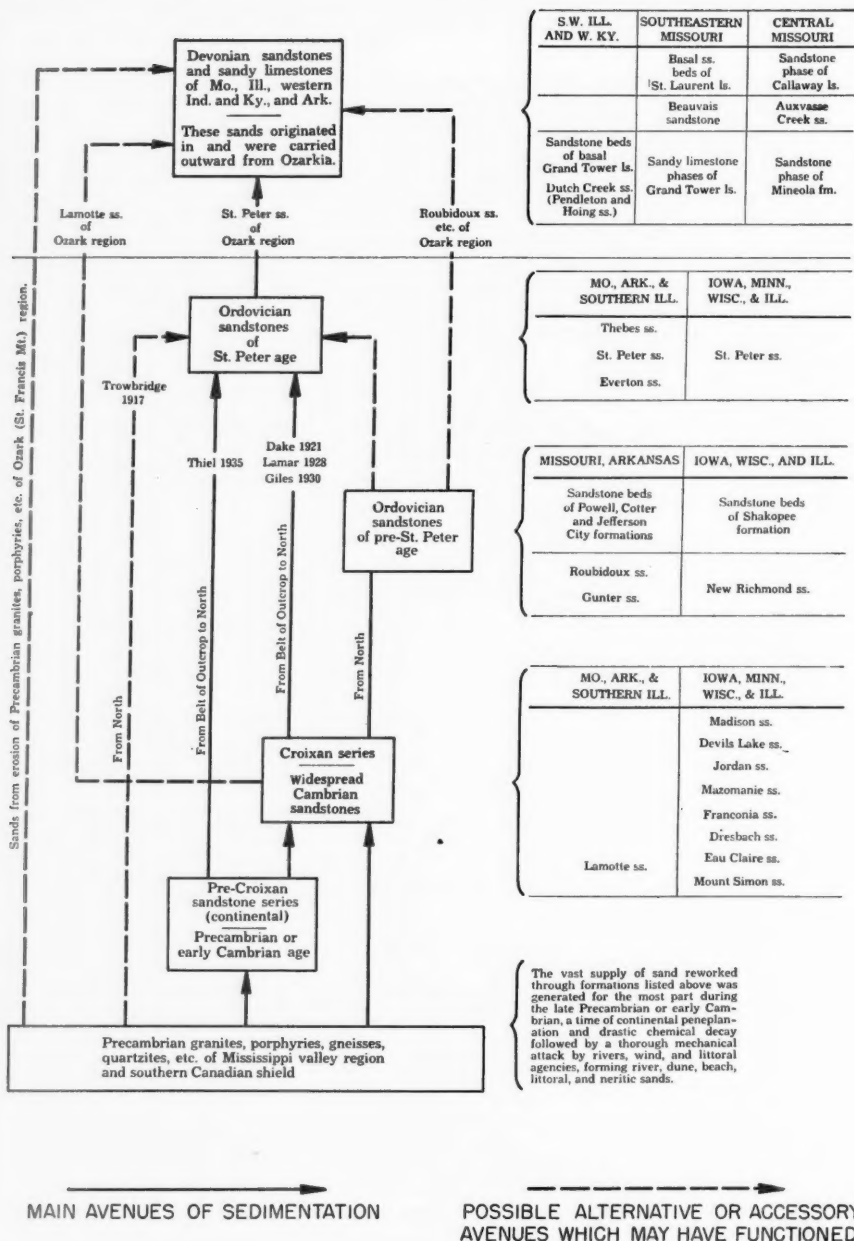 Devonian sandstones
and sandy limestones
of Mo., Ill., western
Ind. and Ky., and Ark.
These sands originated
in and were carried
outward from Ozarkia.
Lamotte ss.
of
Ozark region
St. Peter ss.
of
Ozark region
Roubidoux ss.
etc. of
Ozark region
Sands from erosion of Precambrian granites, porphyries, etc. of Ozark (St. Francis Mt.) region.
Ordovician
sandstones
of
St. Peter age
Trowbridge
1917
Thiel 1935
Dake 1921
Lamar 1928
Giles 1930
Ordovician
sandstones
of pre-St. Peter
age
From North
From Belt of Outcrop to North
From Belt of Outcrop to North
From North
Croixan series
Widespread
Cambrian
sandstones
Pre-Croixan
sandstone series
(continental)
Precambrian or
early Cambrian age
Precambrian granites, porphyries, gneisses,
quartzites, etc. of Mississippi valley region
and southern Canadian shield
S.W. ILL.
AND W. KY.
SOUTHEASTERN
MISSOURI
CENTRAL
MISSOURI
Basal ss.
beds of
St. Laurent ls.
Sandstone
phase of
Callaway ls.
Beauvais
sandstone
Auxvasse
Creek ss.
Sandstone beds
of basal
Grand Tower ls.
Dutch Creek ss.
(Pendleton and
Hoing ss.)
Sandy limestone
phases of
Grand Tower ls.
Sandstone
phase of
Mineola fm.
MO., ARK., &
SOUTHERN ILL.
IOWA, MINN.,
WISC., & ILL.
Thebes ss.
St. Peter ss.
Everton ss.
St. Peter ss.
MISSOURI, ARKANSAS
IOWA, WISC., AND ILL.
Sandstone beds
of Powell, Cotter
and Jefferson
City formations
Sandstone beds
of Shakopee
formation
Roubidoux ss.
Gunter ss.
New Richmond ss.
MO., ARK., &
SOUTHERN ILL.
IOWA, MINN.,
WISC., & ILL.
Lamotte ss.
Madison ss.
Devils Lake ss.
Jordan ss.
Mazomanie ss.
Franconia ss.
Dresbach ss.
Eau Claire ss.
Mount Simon ss.
The vast supply of sand reworked
through formations listed above was
generated for the most part during
the late Precambrian or early Cam-
brian, a time of continental peneplan-
ation and drastic chemical decay
followed by a thorough mechanical
attack by rivers, wind, and littoral
agencies, forming river, dune, beach,
littoral, and neritic sands.
MAIN AVENUES OF SEDIMENTATION
POSSIBLE ALTERNATIVE OR ACCESSORY
AVENUES WHICH MAY HAVE FUNCTIONED